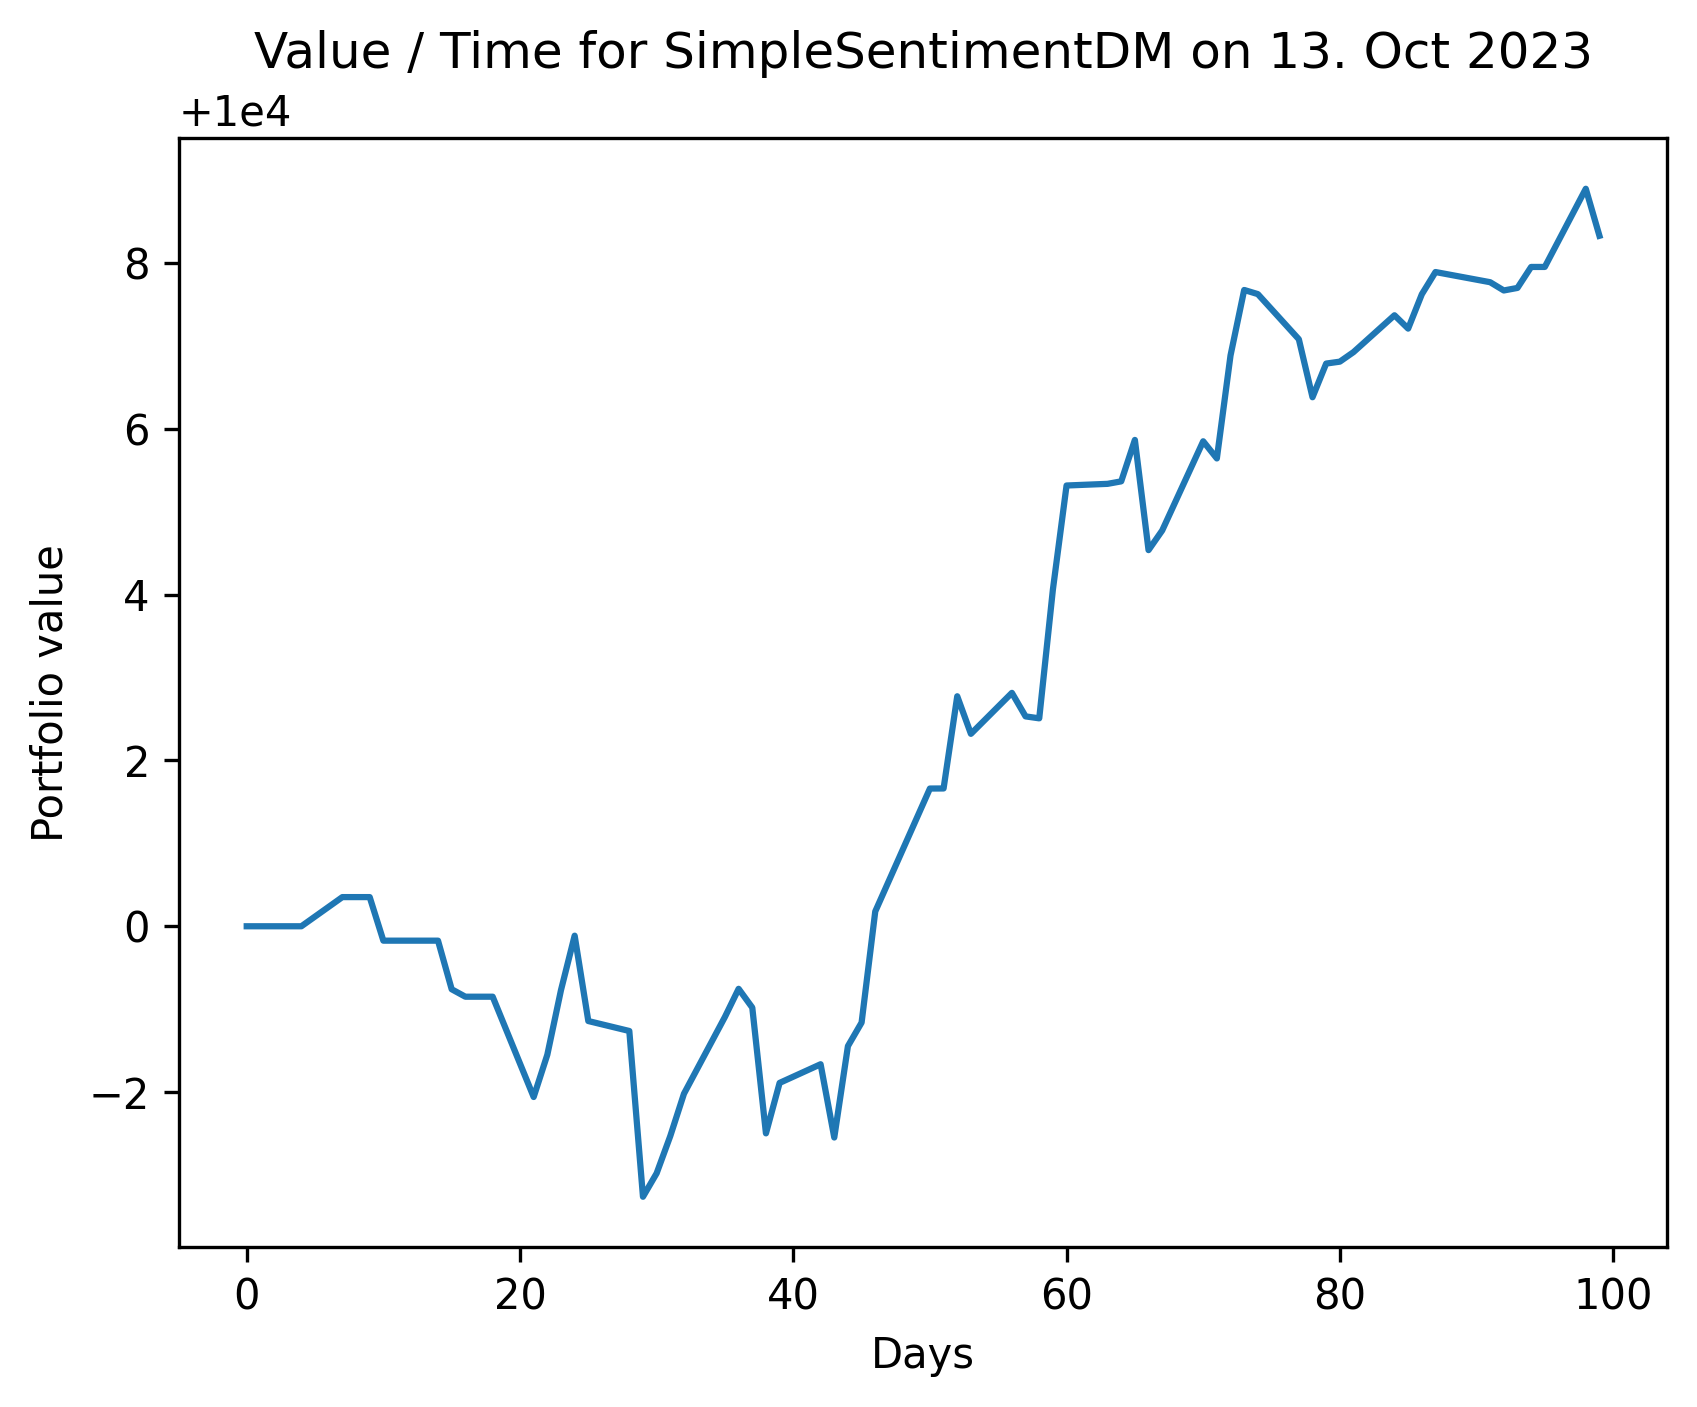 Value / Time for SimpleSentimentDM on 13. Oct 2023
+1e4
8
6
4
2
0
−2
Portfolio value
0 20 40 60 80 100
Days